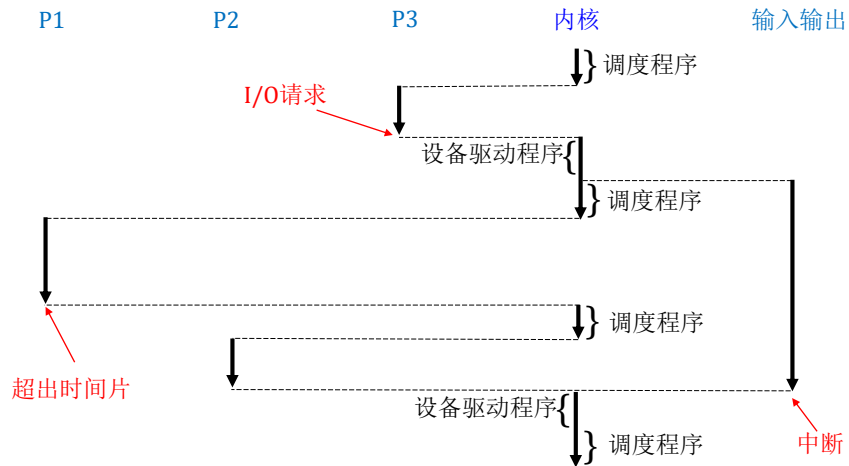 P1 P2 P3 内核 输入输出
} 调度程序
I/O请求
设备驱动程序{
} 调度程序
} 调度程序
超出时间片
设备驱动程序{
} 调度程序
中断